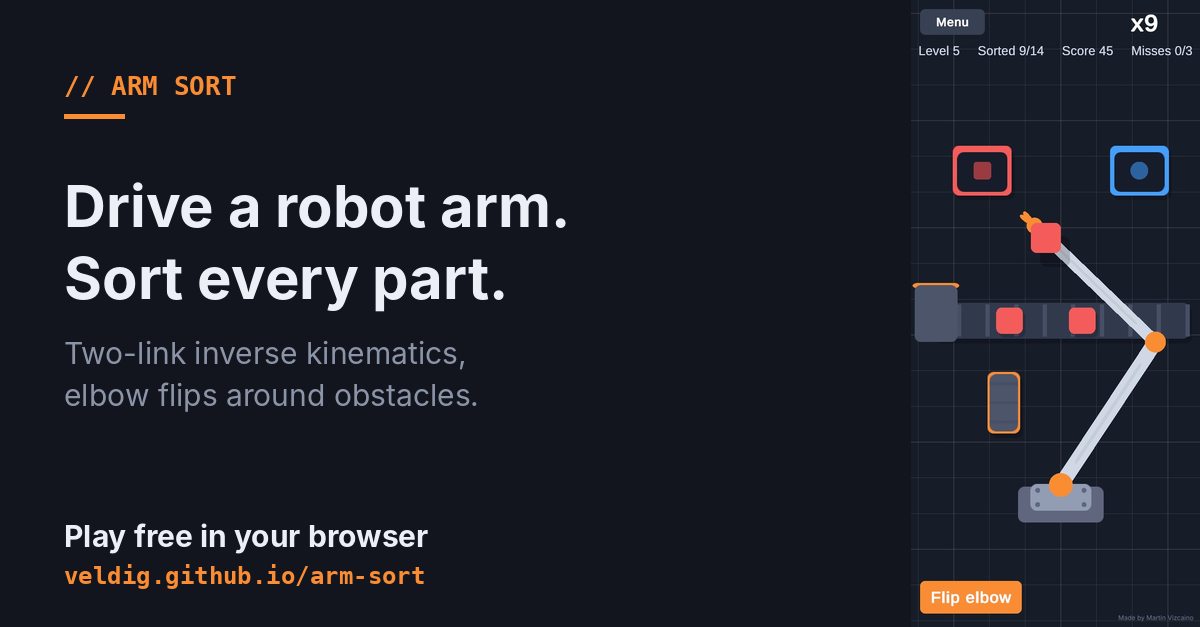 // ARM SORT
Drive a robot arm.
Sort every part.
Two-link inverse kinematics,
elbow flips around obstacles.
Play free in your browser
veldig.github.io/arm-sort
Menu
x9
Level 5 Sorted 9/14 Score 45 Misses 0/3
Flip elbow
Made by Martin Vizcaino